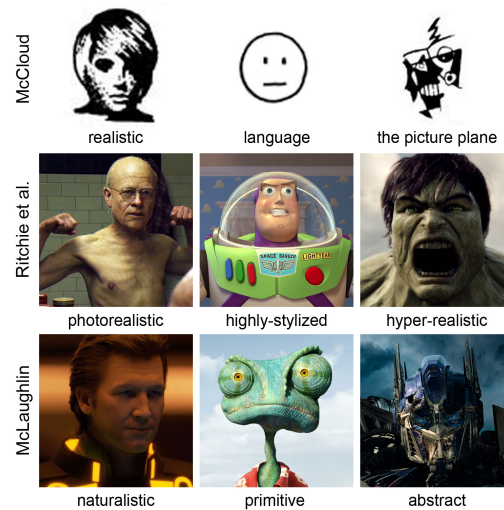 McCloud
realistic
language
the picture plane
Ritchie et al.
SPACE RANGER
LIGHTYEAR
photorealistic
highly-stylized
hyper-realistic
McLaughlin
naturalistic
primitive
abstract